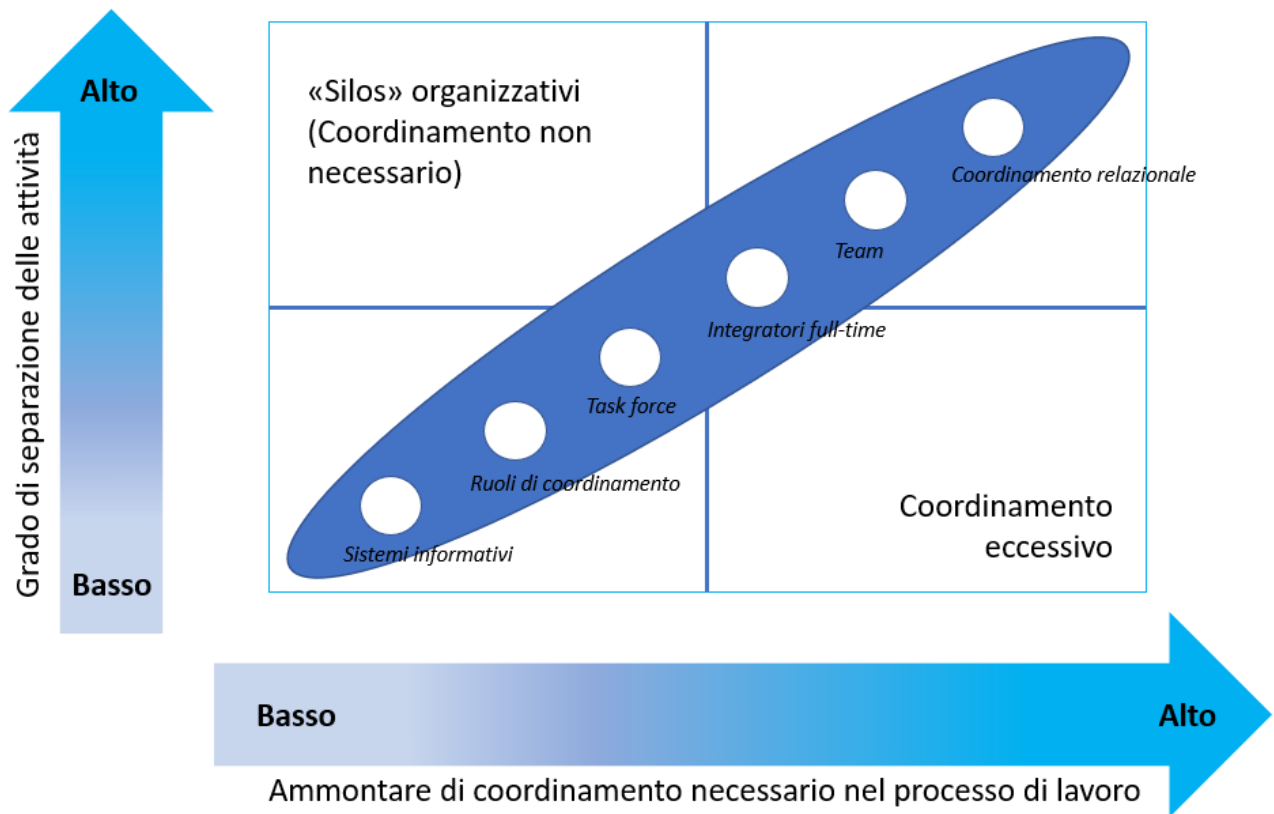 Alto
Grado di separazione delle attività
Basso
«Silos» organizzativi
(Coordinamento non
necessario)
Coordinamento relazionale
Team
Integratori full-time
Task force
Ruoli di coordinamento
Sistemi informativi
Coordinamento
eccessivo
Basso
Alto
Ammontare di coordinamento necessario nel processo di lavoro